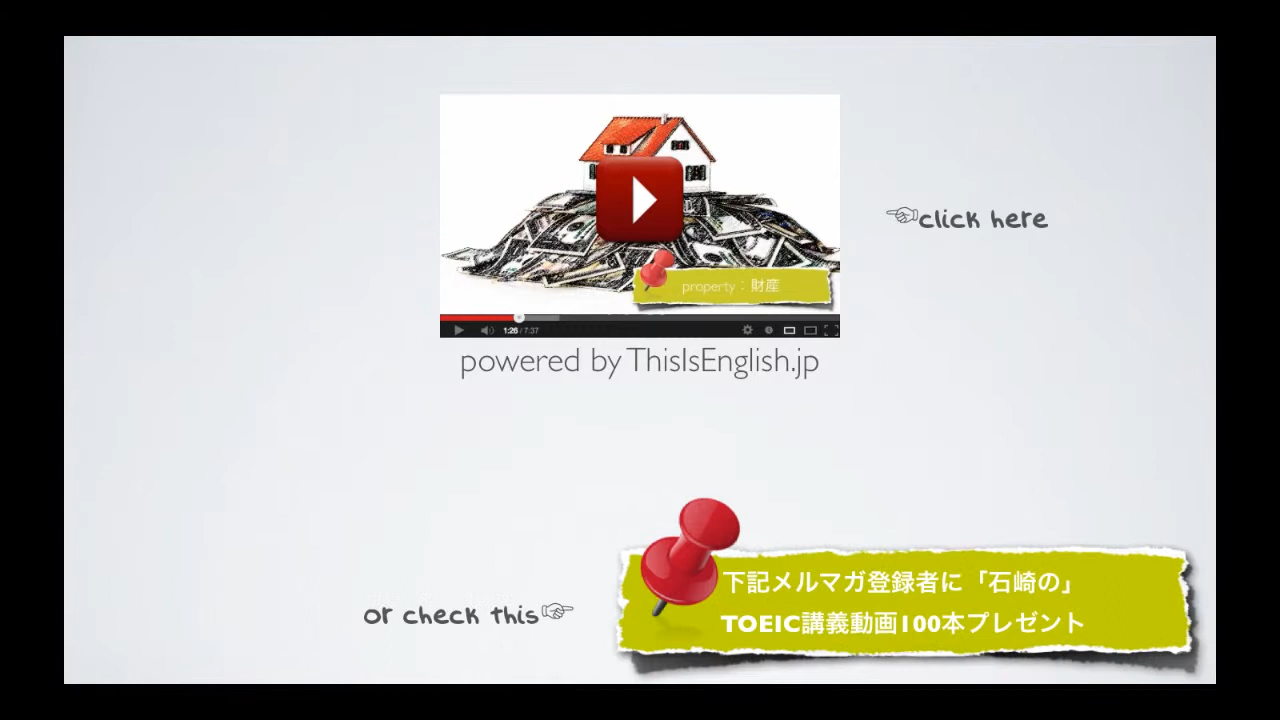 property : 財産
1:26 / 7:37
click here
powered by ThisIsEnglish.jp
下記メルマガ登録者に「石崎の」
or check this
TOEIC講義動画100本プレゼント